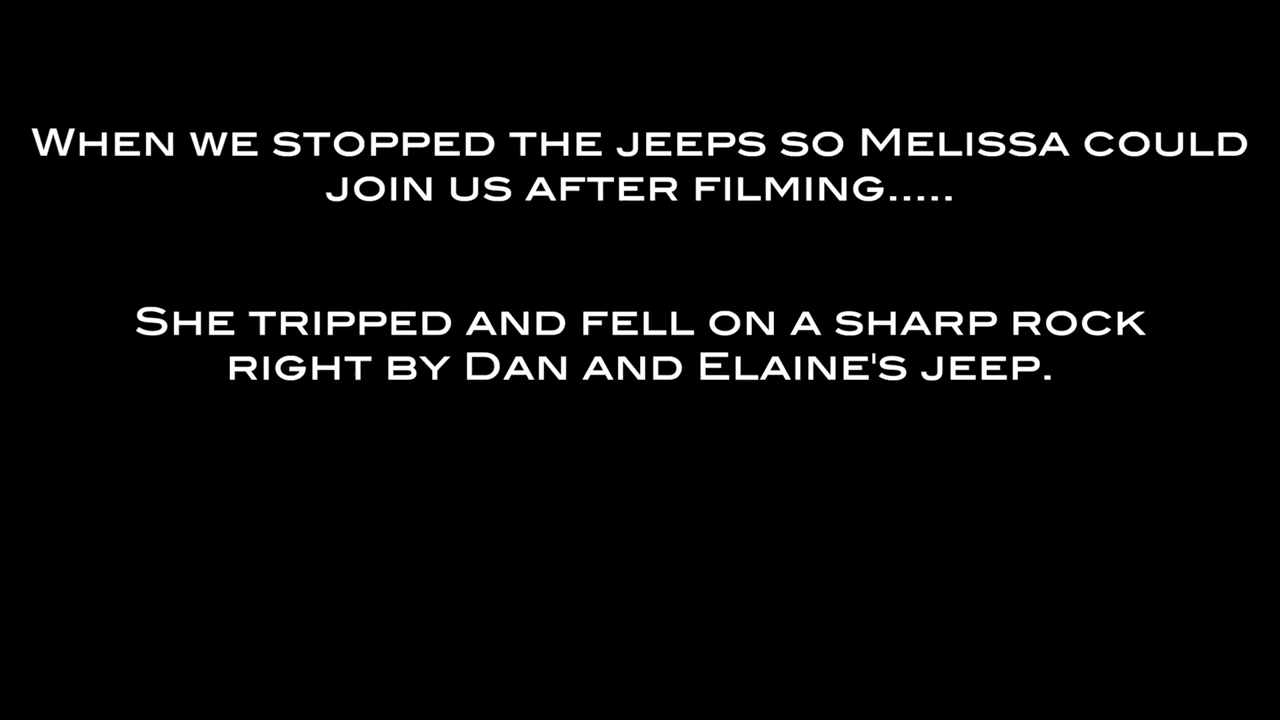 When we stopped the jeeps so Melissa could
join us after filming.....
She tripped and fell on a sharp rock
right by Dan and Elaine's jeep.